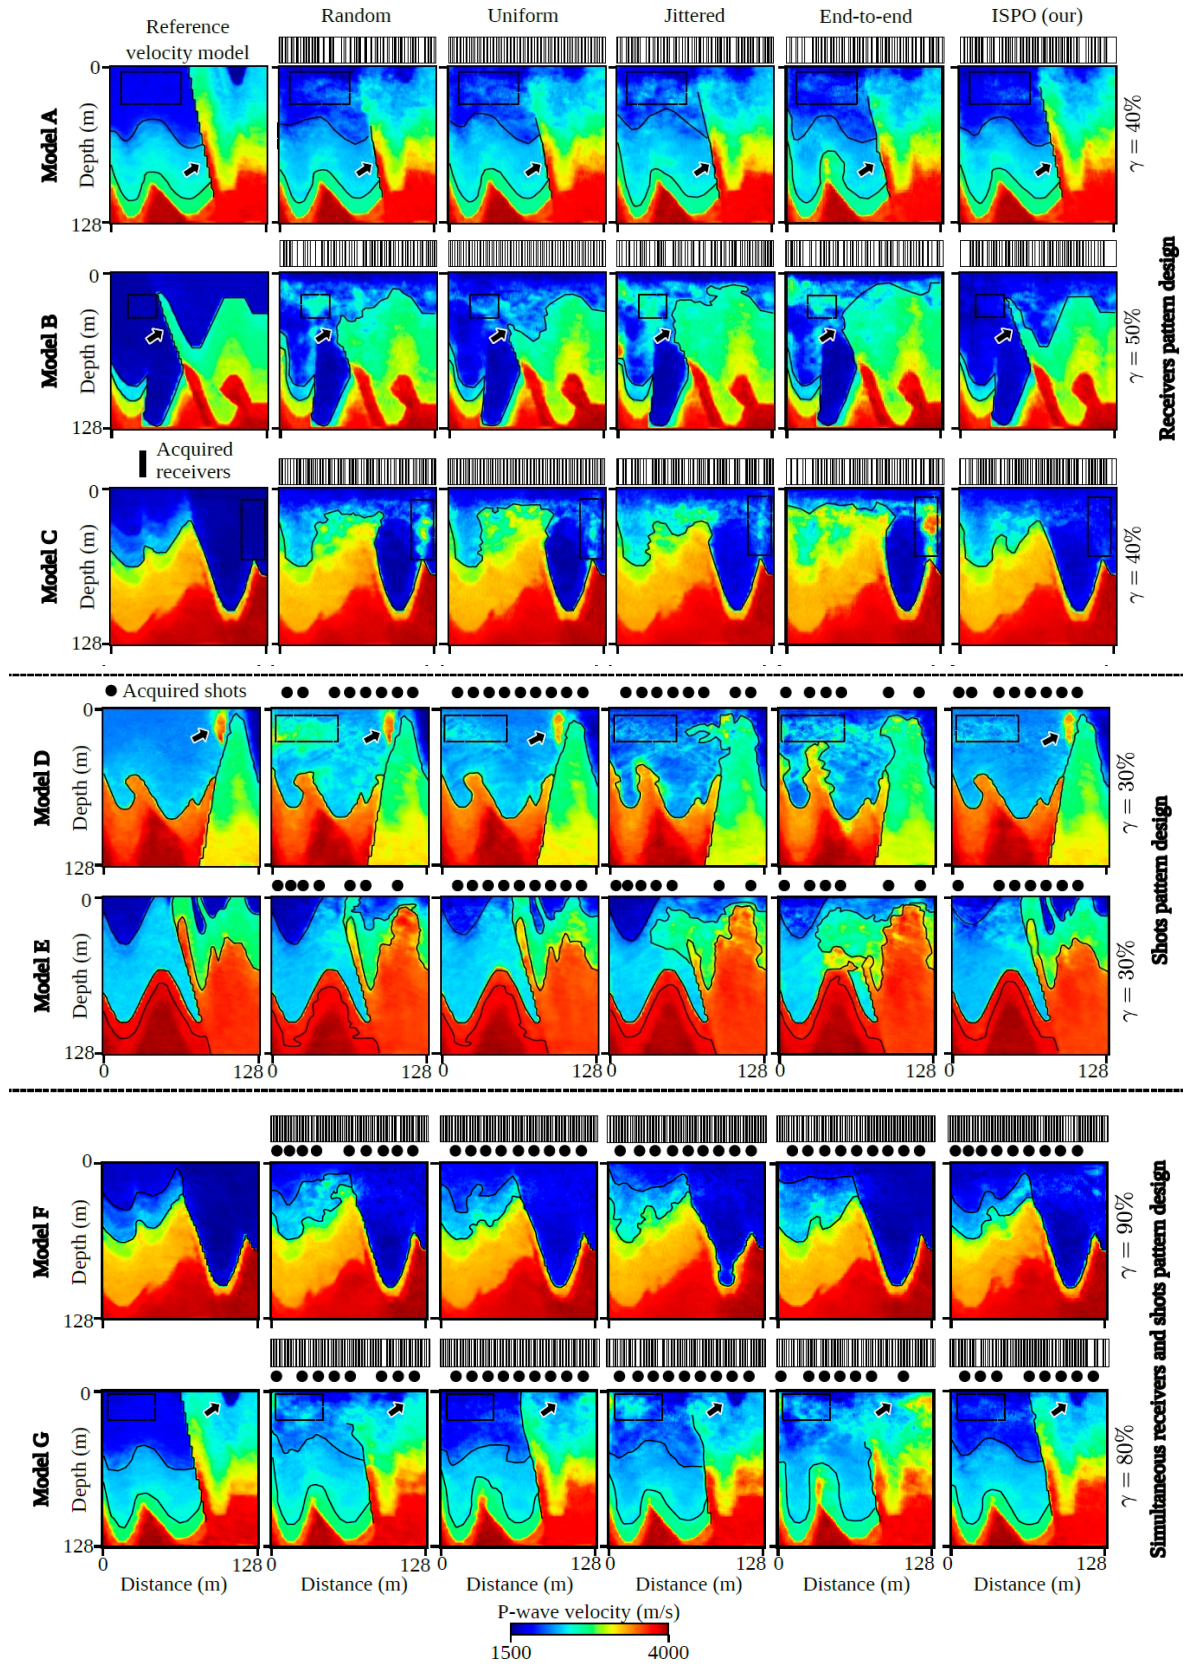 Reference
velocity model
Random
Uniform
Jittered
End-to-end
ISPO (our)
Model A
Depth (m)
0
128
γ = 40%
Model B
Depth (m)
0
128
γ = 50%
Receivers pattern design
Acquired
receivers
Model C
Depth (m)
0
128
γ = 40%
Acquired shots
Model D
Depth (m)
0
128
γ = 30%
Shots pattern design
Model E
Depth (m)
0
128
γ = 30%
0 128 0 128 0 128 0 128 0 128 0 128
Model F
Depth (m)
0
128
γ = 90%
Simultaneous receivers and shots pattern design
Model G
Depth (m)
0
128
γ = 80%
0 128 0 128 0 128 0 128 0 128 0 128
Distance (m) Distance (m) Distance (m) Distance (m) Distance (m) Distance (m)
P-wave velocity (m/s)
1500 4000